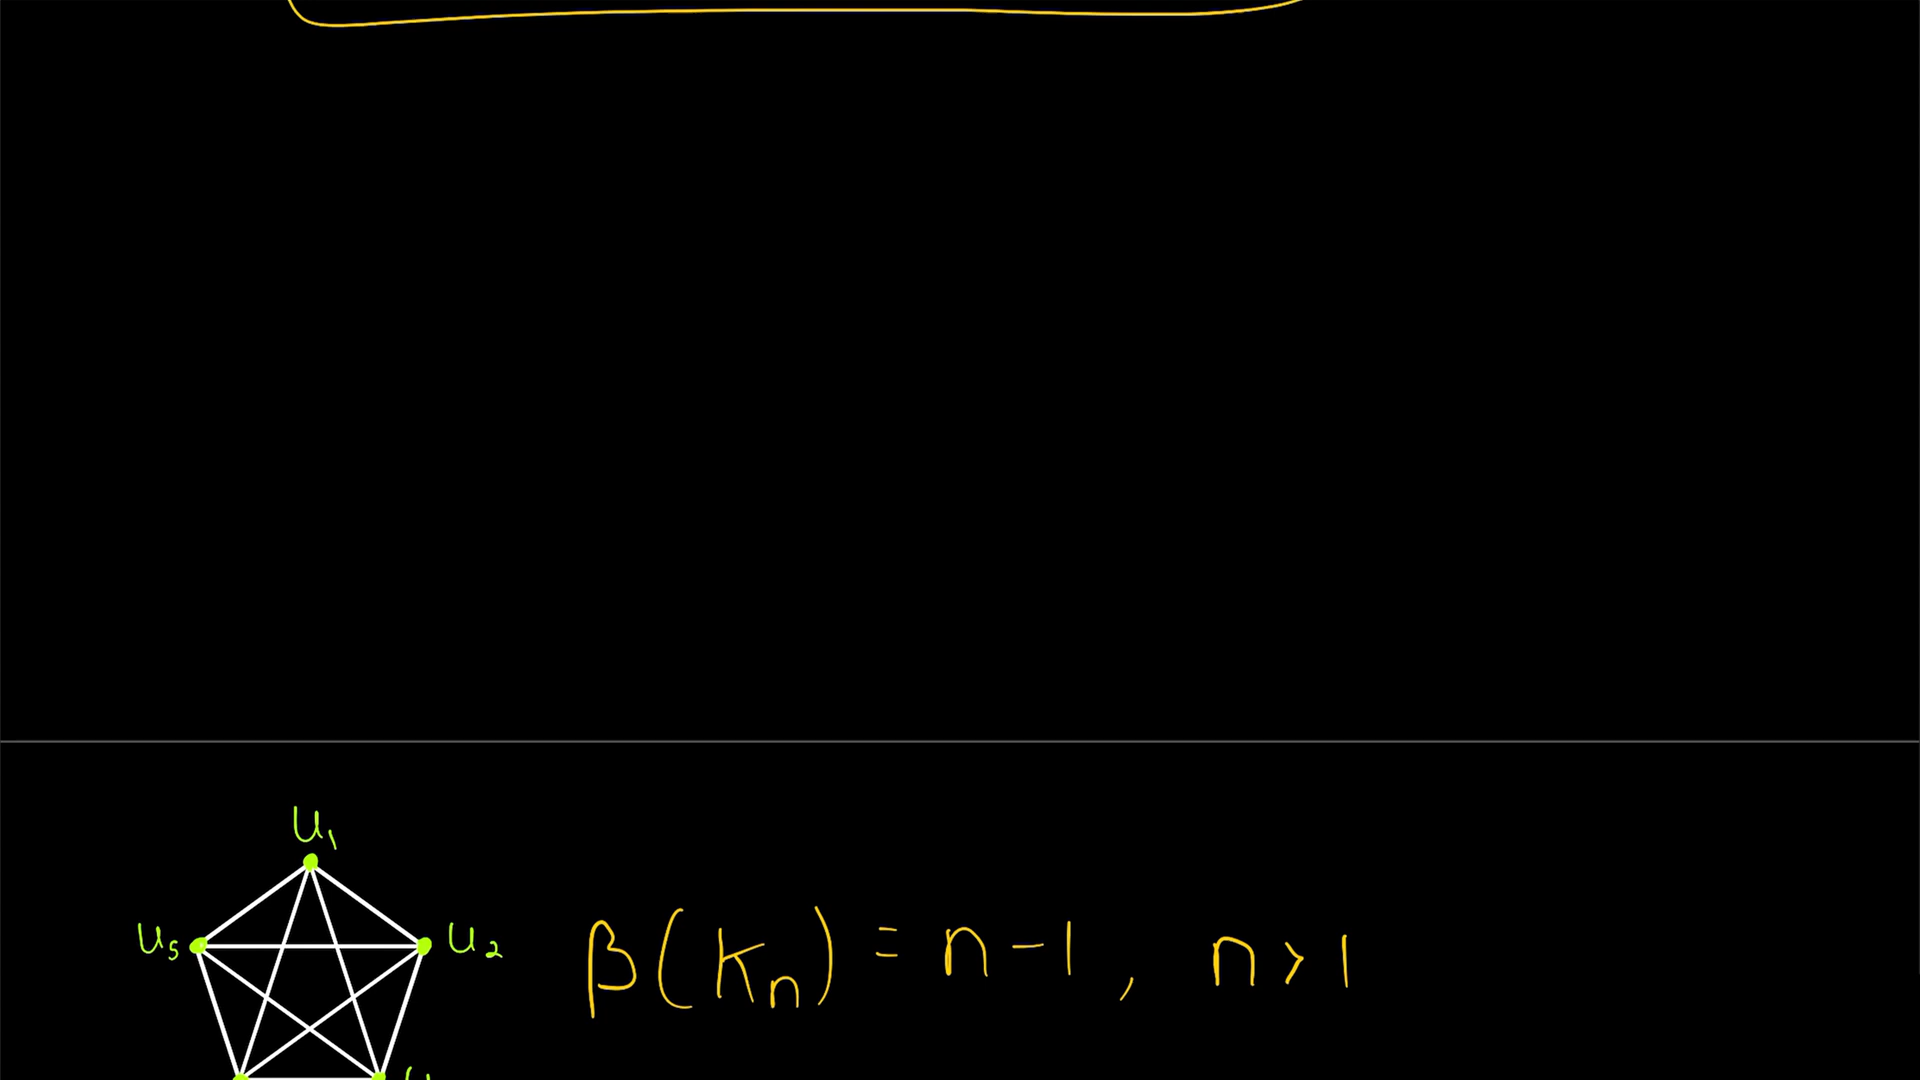 u₁
u₅
u₂
β(Kₙ) = n-1, n > 1